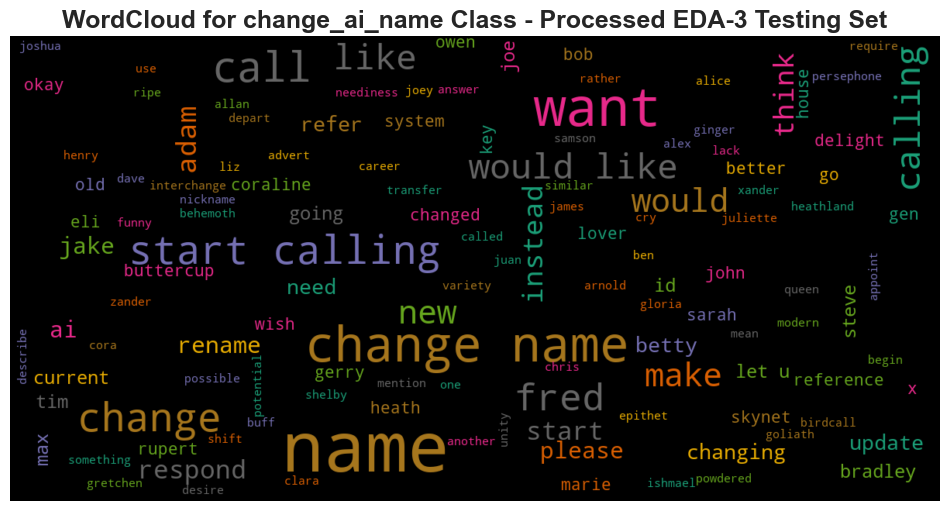 WordCloud for change_ai_name Class - Processed EDA-3 Testing Set
joshua
owen
require
call like
joe
bob
think
house
persephone
calling
okay
use
ripe
neediness
joey
answer
rather
alice
want
allan
depart
adam
refer
system
key
samson
alex
ginger
lack
delight
henry
liz
advert
career
would like
better
go
old
dave
interchange
coraline
transfer
similar
would
xander
nickname
behemoth
going
changed
instead
james
cry
juliette
heathland
gen
eli
funny
jake
start calling
called
lover
juan
ben
buttercup
need
variety
arnold
id
john
queen
appoint
zander
new
gloria
steve
ai
wish
sarah
modern
describe
cora
rename
change name
betty
mean
begin
current
possible
potential
gerry
mention
one
chris
make
let u
reference
x
tim
shelby
fred
heath
epithet
skynet
birdcall
change
buff
name
unity
start
goliath
max
shift
another
please
changing
update
rupert
something
respond
clara
marie
ishmael
powdered
bradley
gretchen
desire